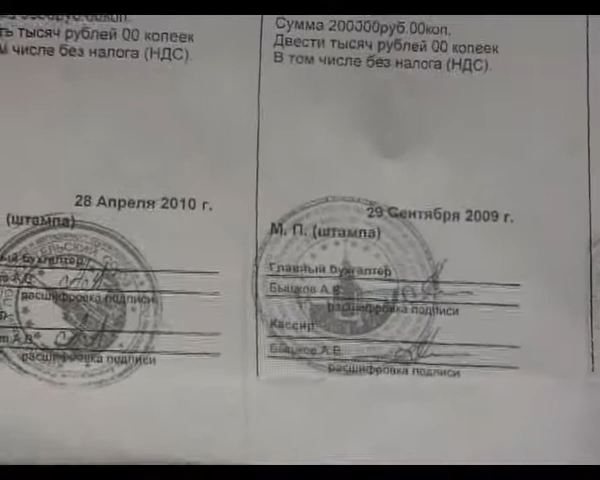 ть тысяч рублей 00 копеек
м числе без налога (НДС).
28 Апреля 2010 г.
(штампа)
расшифровка подписи
расшифровка подписи
Сумма 200000руб.00коп.
Двести тысяч рублей 00 копеек
В том числе без налога (НДС).
29 Сентября 2009 г.
М. П. (штампа)
Главный бухгалтер
Быцков А.В.
расшифровка подписи
Кассир
Быцков А.В.
расшифровка подписи